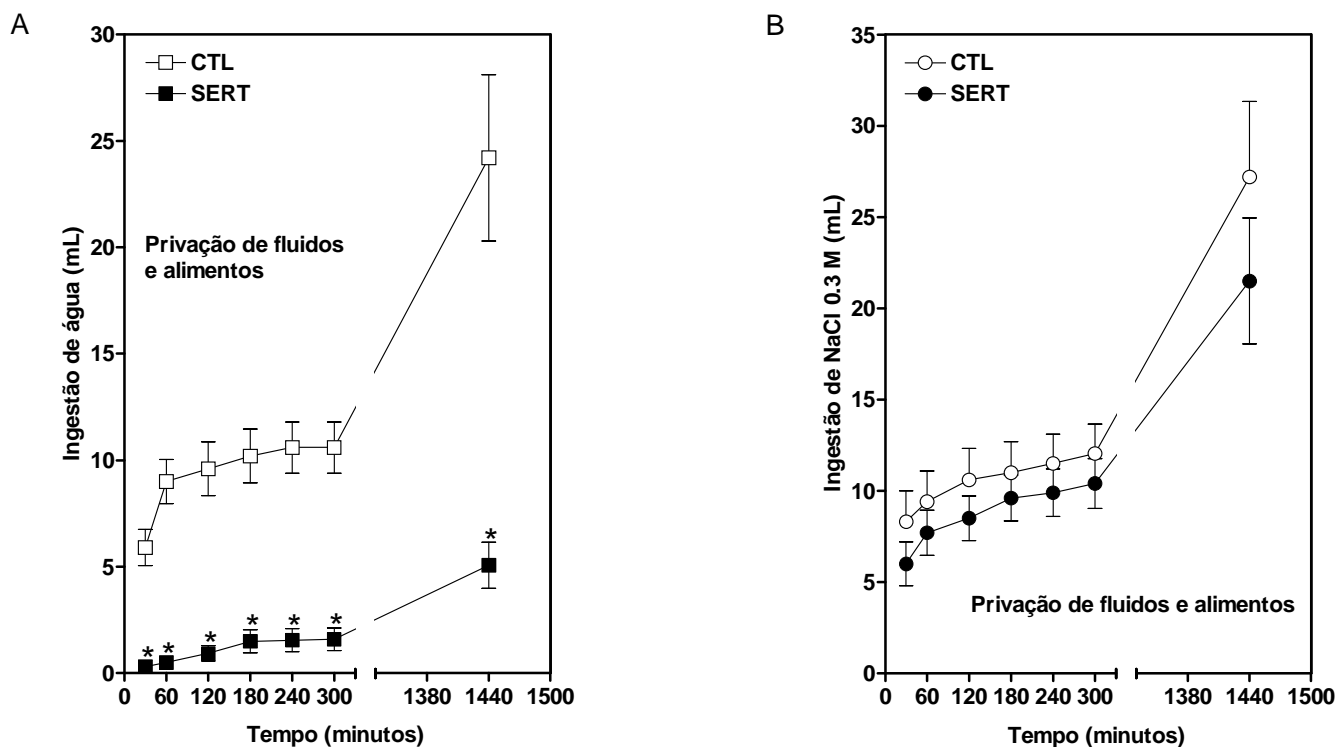 A
Ingestão de água (mL)
30
25
20
15
10
5
0
CTL
SERT
Privação de fluidos
e alimentos
*
*
*
*
*
*
*
0 60 120 180 240 300 1380 1440 1500
Tempo (minutos)
B
Ingestão de NaCl 0.3 M (mL)
35
30
25
20
15
10
5
0
CTL
SERT
Privação de fluidos e alimentos
0 60 120 180 240 300 1380 1440 1500
Tempo (minutos)